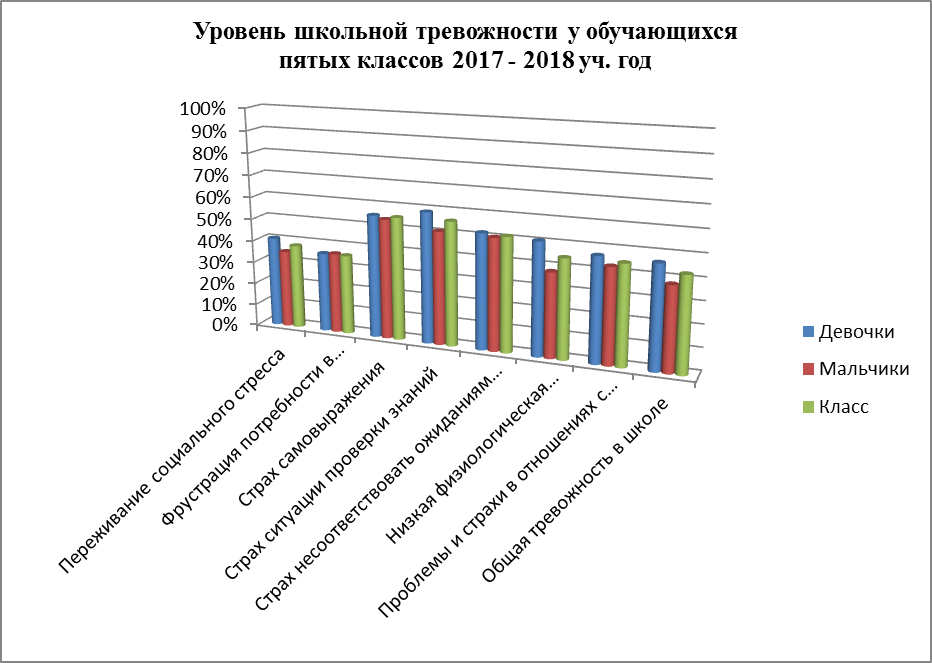 Уровень школьной тревожности у обучающихся
пятых классов 2017 - 2018 уч. год
100%
90%
80%
70%
60%
50%
40%
30%
20%
10%
0%
Переживание социального стресса
Фрустрация потребности в...
Страх самовыражения
Страх ситуации проверки знаний
Страх несоответствовать ожиданиям...
Низкая физиологическая...
Проблемы и страхи в отношениях с...
Общая тревожность в школе
Девочки
Мальчики
Класс